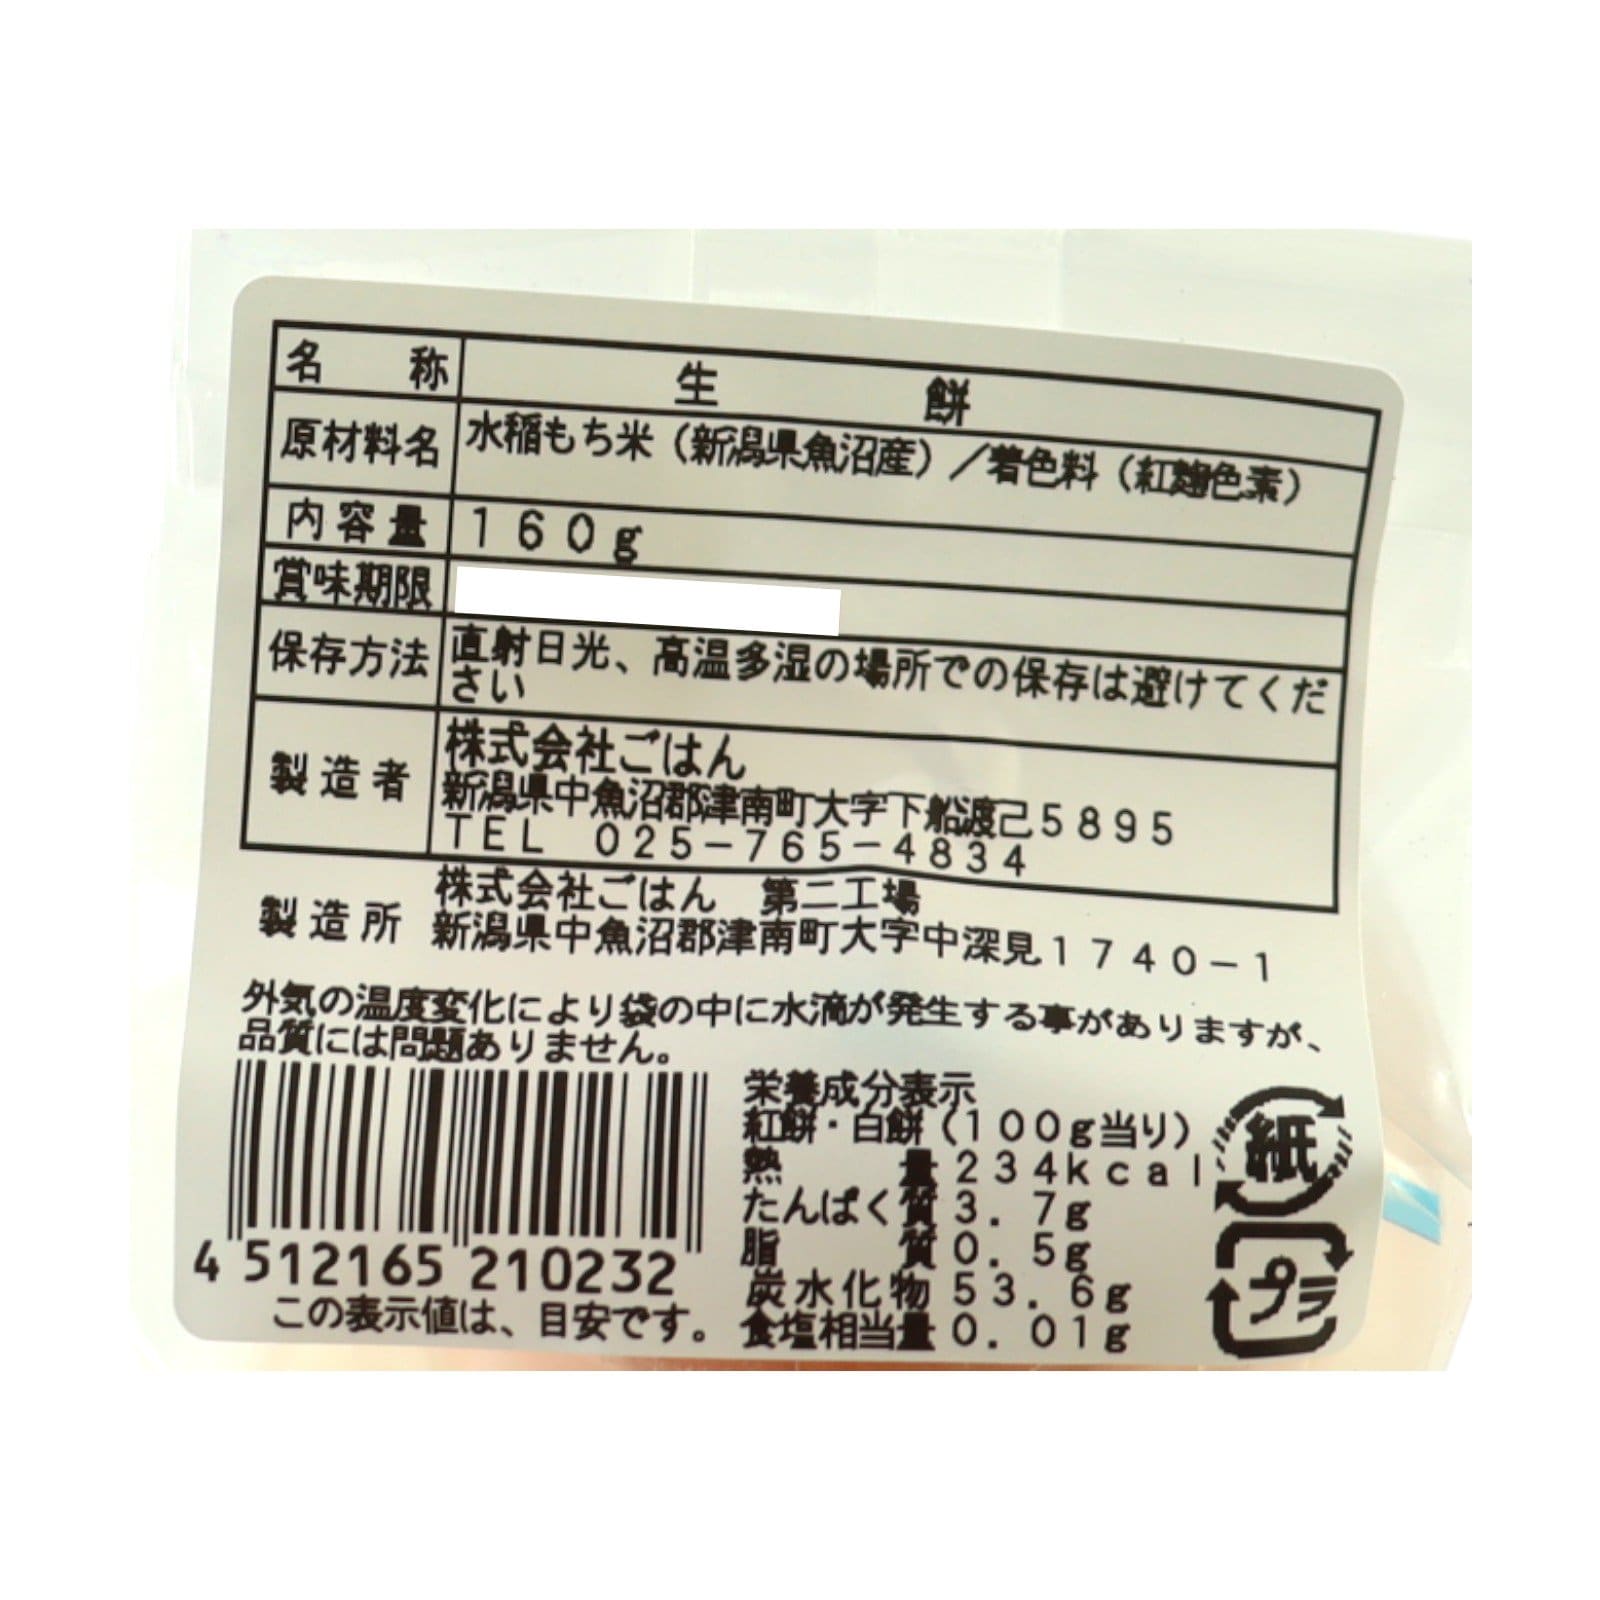 名称 生餅
原材料名 水稲もち米（新潟県魚沼産）／着色料（紅麹色素）
内容量 １６０ｇ
賞味期限
保存方法 直射日光、高温多湿の場所での保存は避けてくだ
さい
製造者 株式会社ごはん
新潟県中魚沼郡津南町大字下船渡己５８９５
ＴＥＬ ０２５－７６５－４８３４
製造所 株式会社ごはん 第二工場
新潟県中魚沼郡津南町大字中深見１７４０－１
外気の温度変化により袋の中に水滴が発生する事がありますが、
品質には問題ありません。
4 512165 210232
この表示値は、目安です。
栄養成分表示
紅餅・白餅（１００ｇ当り）
熱量２３４ｋｃａｌ
たんぱく質３．７ｇ
脂質０．５ｇ
炭水化物５３．６ｇ
食塩相当量０．０１ｇ
紙
プラ